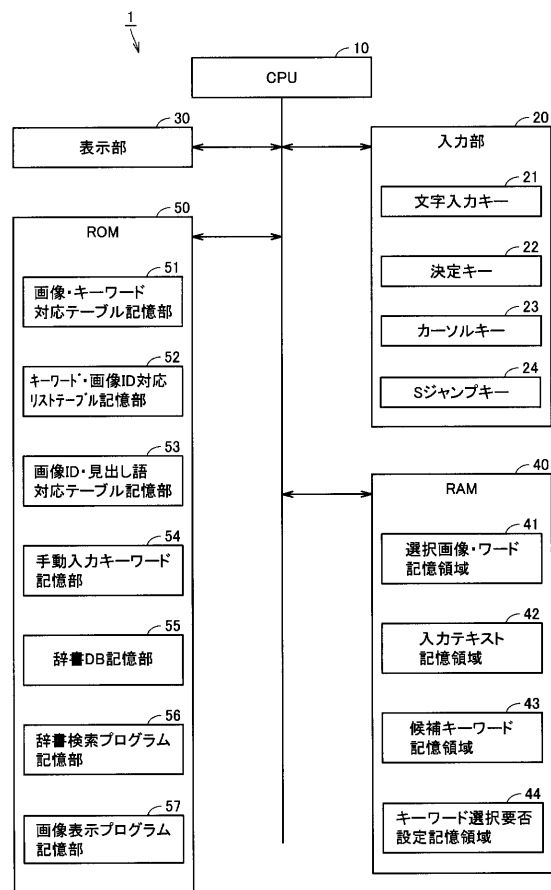 1
10
CPU
30
表示部
20
入力部
21
文字入力キー
22
決定キー
23
カーソルキー
24
Sジャンプキー
50
ROM
51
画像・キーワード
対応テーブル記憶部
52
キーワード・画像ID対応
リストテーブル記憶部
53
画像ID・見出し語
対応テーブル記憶部
54
手動入力キーワード
記憶部
55
辞書DB記憶部
56
辞書検索プログラム
記憶部
57
画像表示プログラム
記憶部
40
RAM
41
選択画像・ワード
記憶領域
42
入力テキスト
記憶領域
43
候補キーワード
記憶領域
44
キーワード選択要否
設定記憶領域